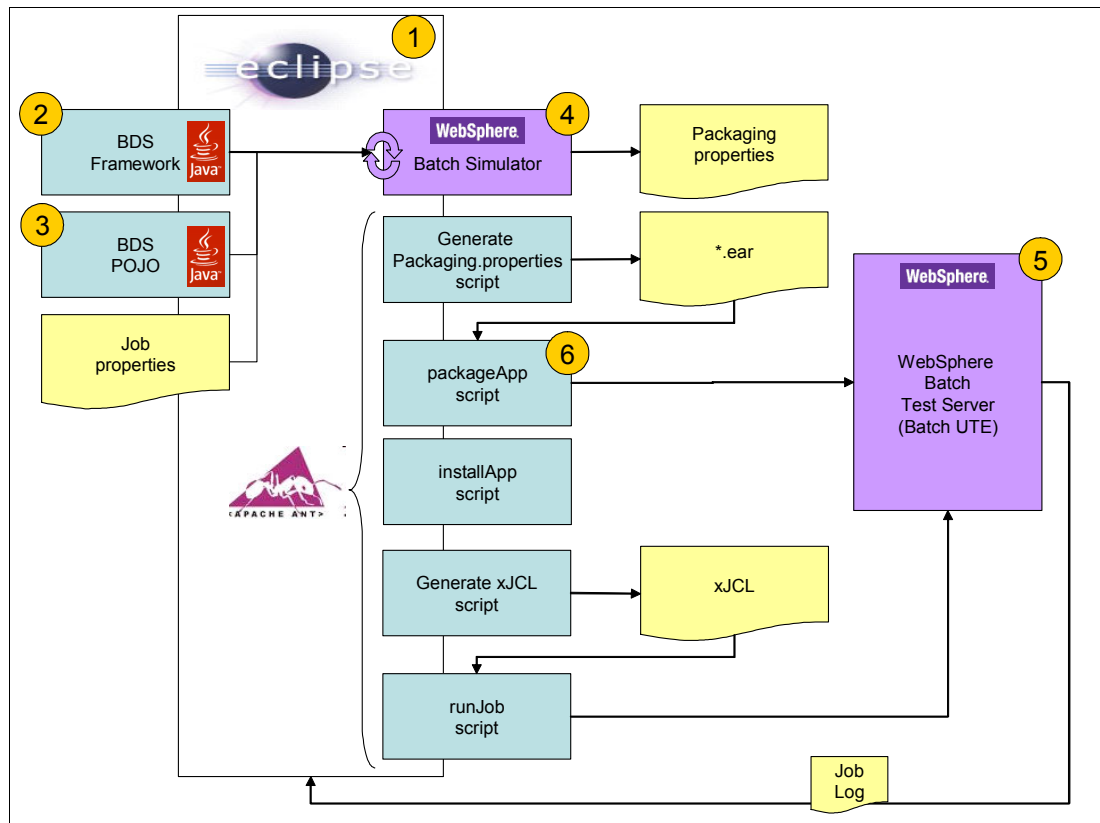 1
eclipse
2
BDS
Framework
Java
WebSphere.
4
Batch Simulator
Packaging
properties
3
BDS
POJO
Java
Generate
Packaging.properties
script
*.ear
5
WebSphere.
Job
properties
6
packageApp
script
WebSphere
Batch
Test Server
(Batch UTE)
<APACHE ANT>
installApp
script
Generate xJCL
script
xJCL
runJob
script
Job
Log